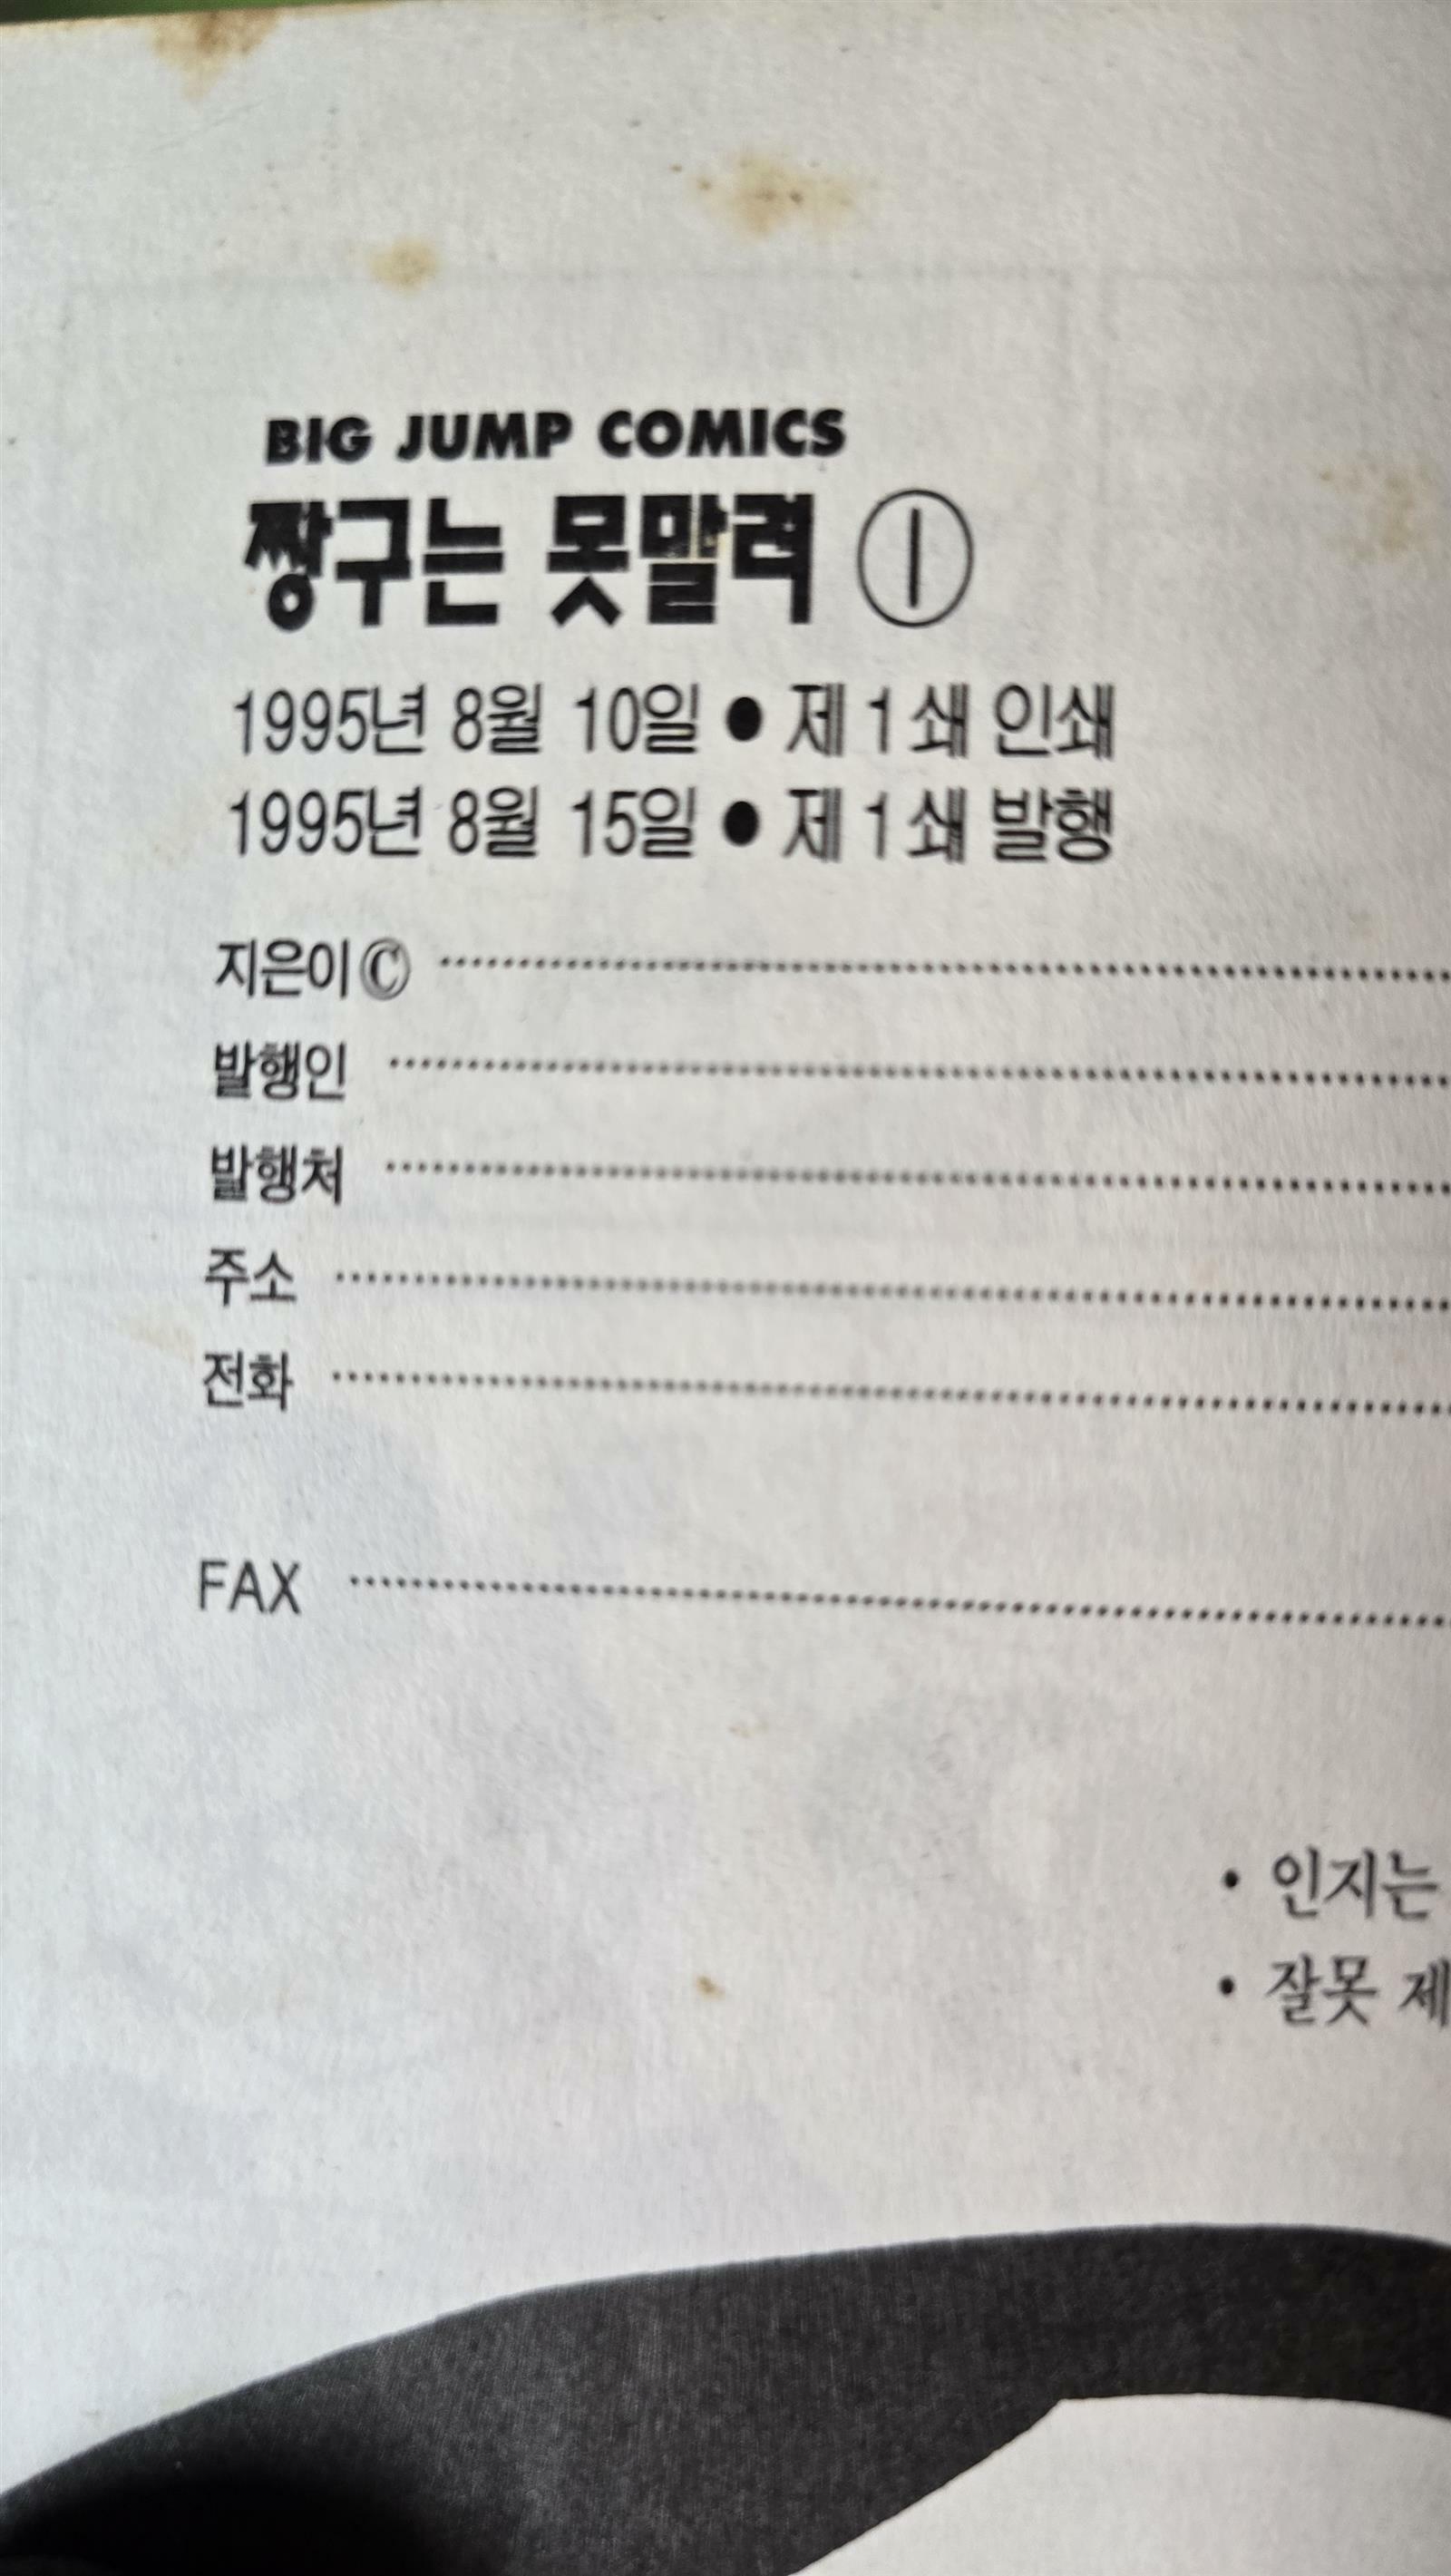 BIG JUMP COMICS
짱구는 못말려 ①
1995년 8월 10일 ● 제1쇄 인쇄
1995년 8월 15일 ● 제1쇄 발행
지은이 ©
발행인
발행처
주소
전화
FAX
• 인지는
• 잘못 제